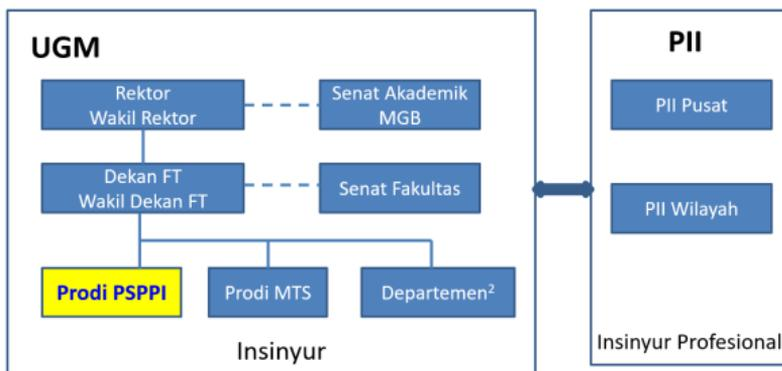 UGM
Rektor
Wakil Rektor
Senat Akademik
MGB
Dekan FT
Wakil Dekan FT
Senat Fakultas
Prodi PSPPI
Prodi MTS
Departemen²
Insinyur
PII
PII Pusat
PII Wilayah
Insinyur Profesional